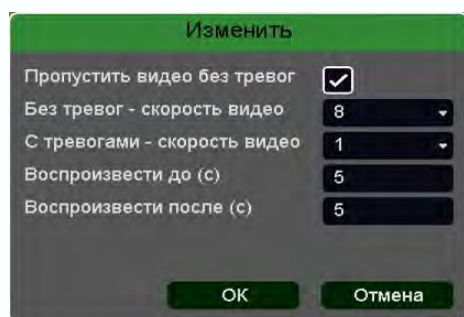 Изменить
Пропустить видео без тревог
Без тревог - скорость видео 8
С тревогами - скорость видео 1
Воспроизвести до (с) 5
Воспроизвести после (с) 5
ОК Отмена